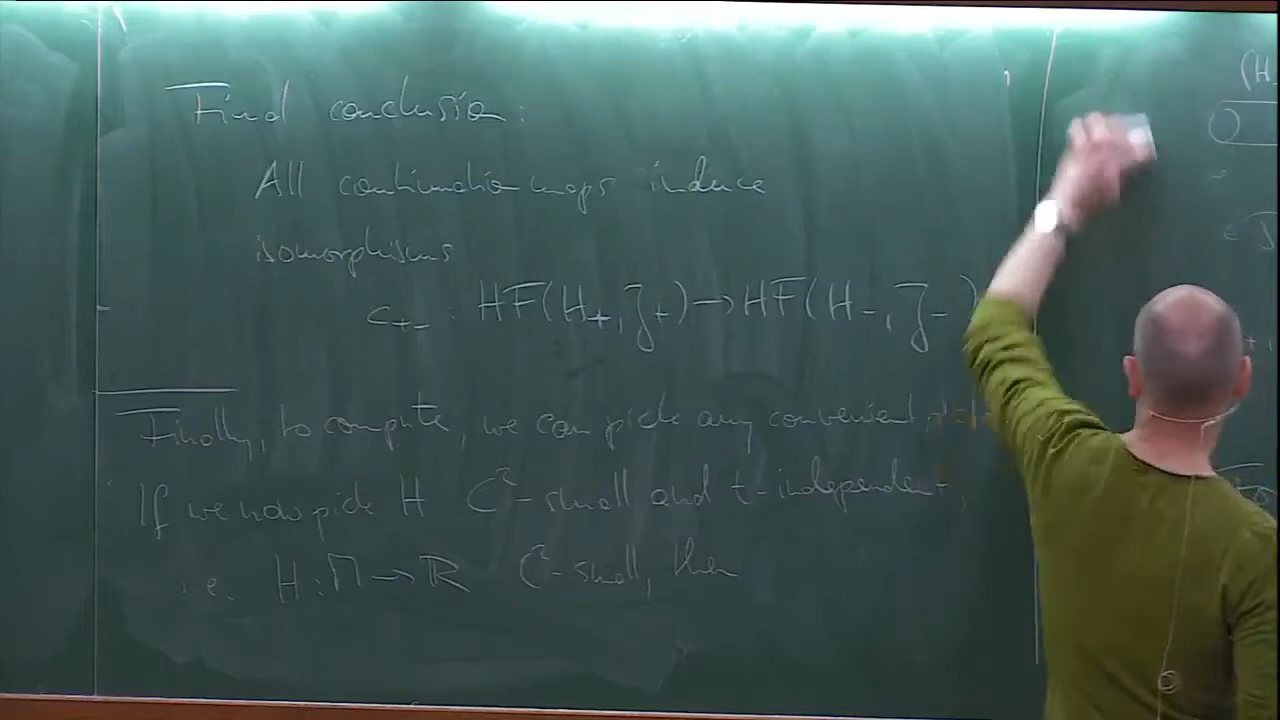 Final conclusion:
All continuation maps induce
isomorphisms
c₊₋ : HF(H₊, J₊) → HF(H₋, J₋)
Finally, to compute, we can pick any convenient
If we now pick H C²-small and t-independent,
i.e. H : M → ℝ C²-small, then
(H